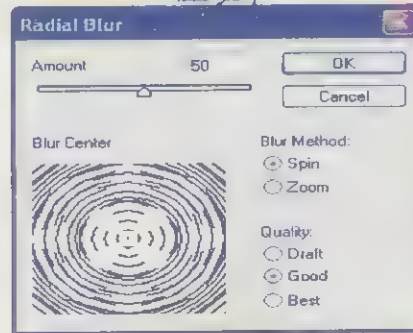 Radial Blur
Amount 50
OK
Cancel
Blur Center
Blur Method:
Spin
Zoom
Quality:
Draft
Good
Best